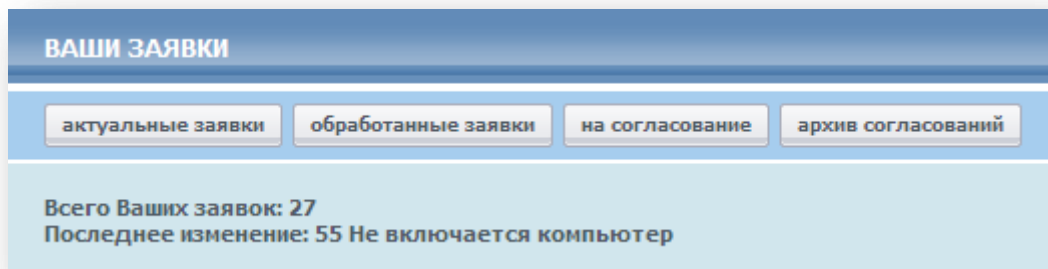 ВАШИ ЗАЯВКИ
актуальные заявки обработанные заявки на согласование архив согласований
Всего Ваших заявок: 27
Последнее изменение: 55 Не включается компьютер